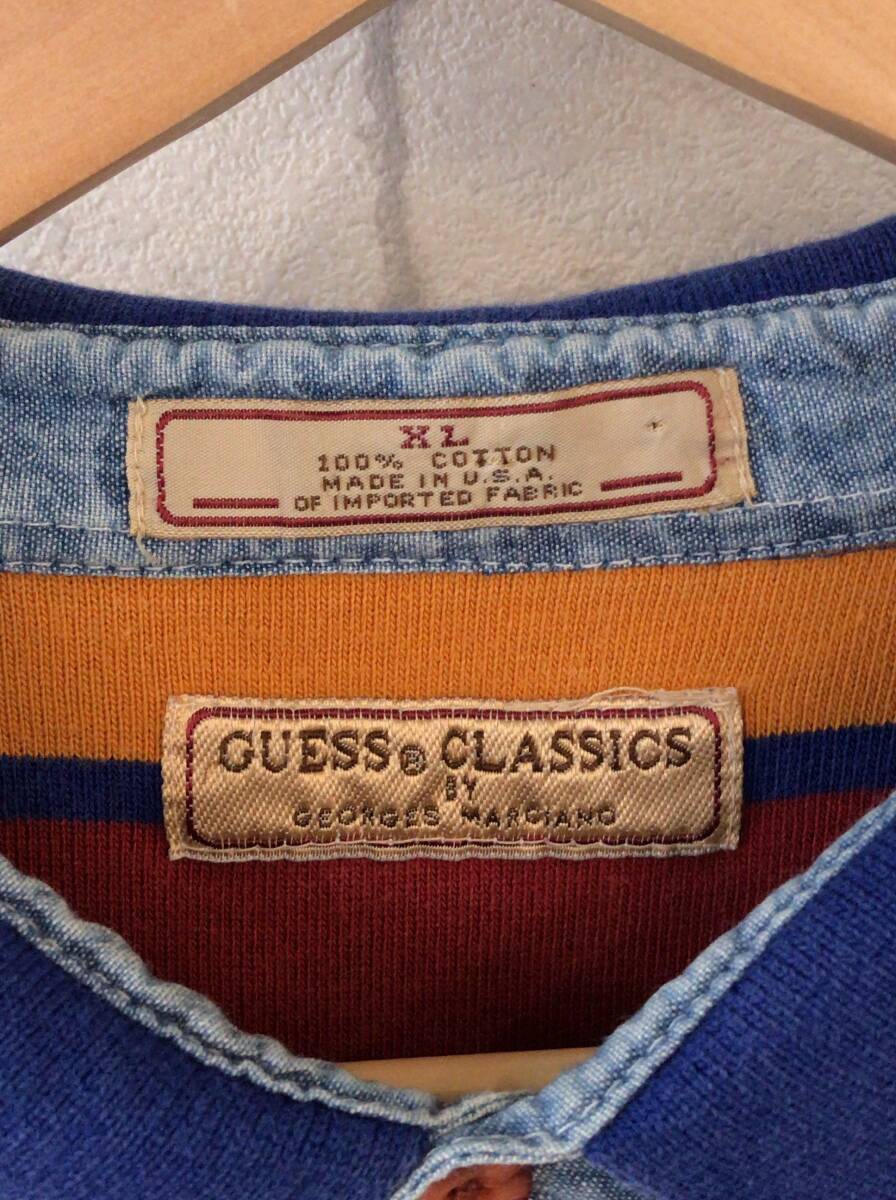 XL
100% COTTON
MADE IN U.S.A.
OF IMPORTED FABRIC
GUESS® CLASSICS
BY
GEORGES MARCIANO